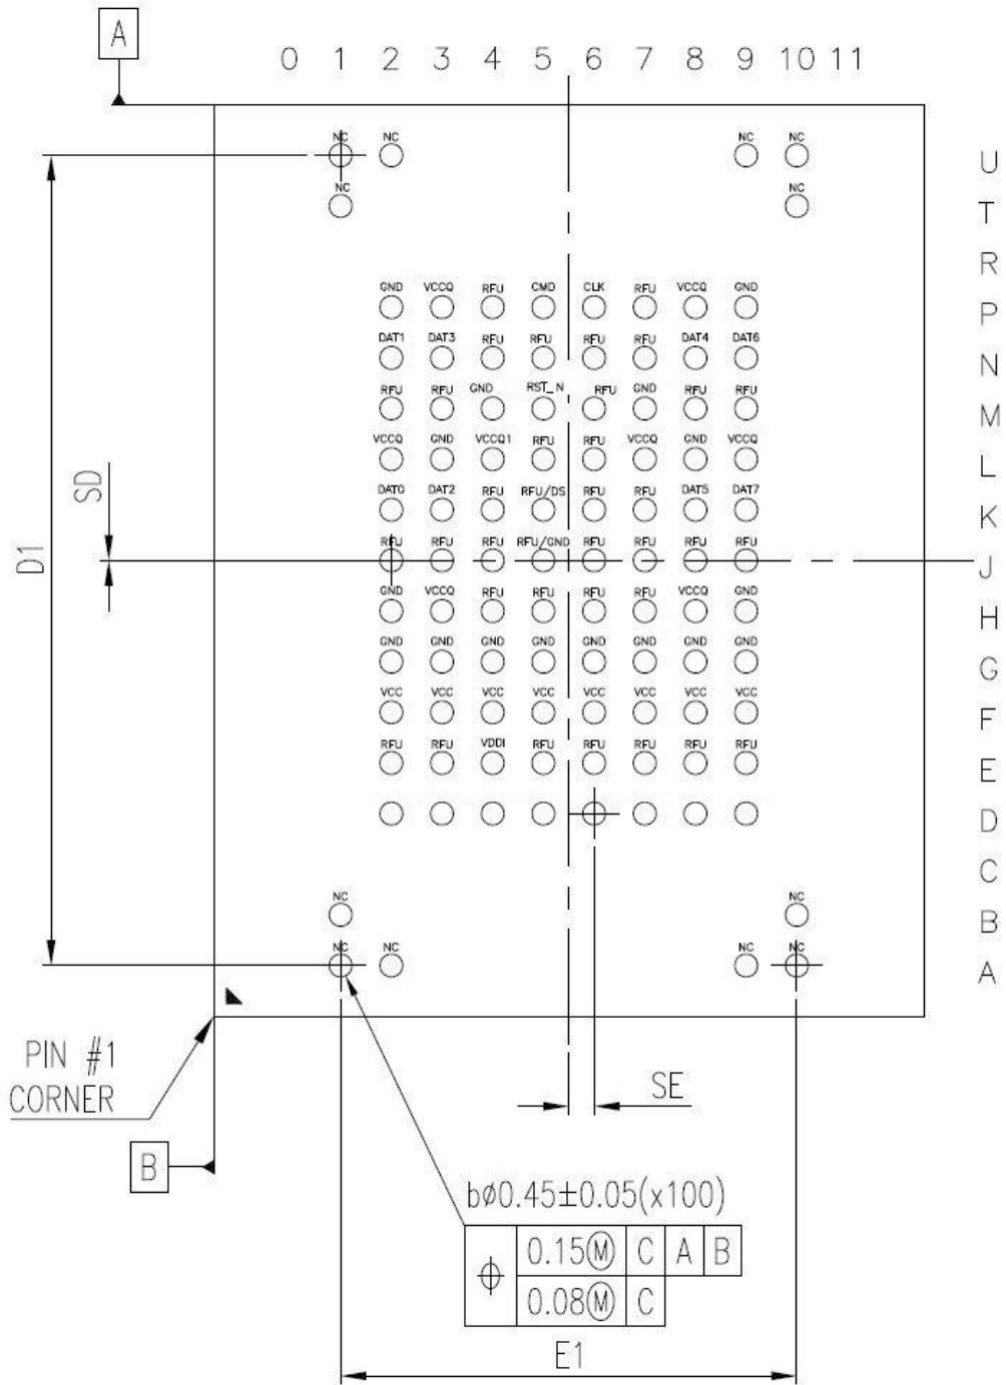 A
0 1 2 3 4 5 6 7 8 9 10 11
NC NC NC NC U
NC NC T
R
GND VCCQ RFU CMD CLK RFU VCCQ GND P
DAT1 DAT3 RFU RFU RFU RFU DAT4 DAT6 N
RFU RFU GND RST_N RFU GND RFU RFU M
VCCQ GND VCCQ1 RFU RFU VCCQ GND VCCQ L
SD
DAT0 DAT2 RFU RFU/DS RFU RFU DAT5 DAT7 K
D1
RFU RFU RFU RFU/GND RFU RFU RFU RFU J
GND VCCQ RFU RFU RFU RFU VCCQ GND H
GND GND GND GND GND GND GND GND G
VCC VCC VCC VCC VCC VCC VCC VCC F
RFU RFU VDDI RFU RFU RFU RFU RFU E
D
C
NC NC B
NC NC NC NC A
PIN #1
CORNER
SE
B
bø0.45±0.05(x100)
⌖ 0.15Ⓜ C A B
0.08Ⓜ C
E1